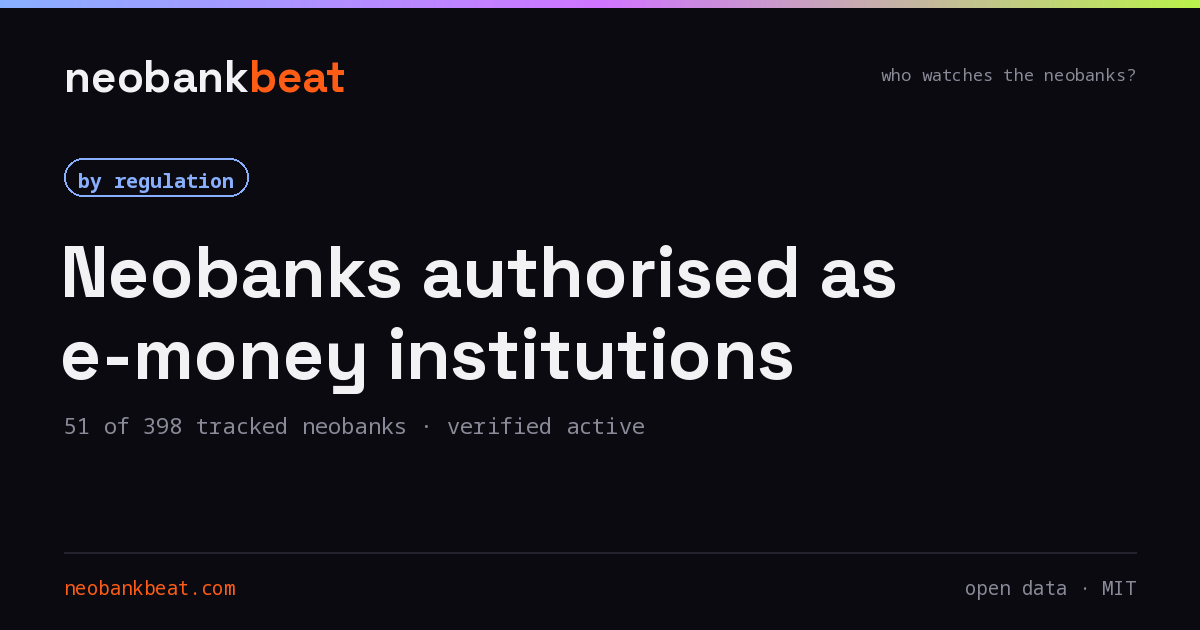 neobankbeat
who watches the neobanks?
by regulation
Neobanks authorised as
e-money institutions
51 of 398 tracked neobanks · verified active
neobankbeat.com
open data · MIT